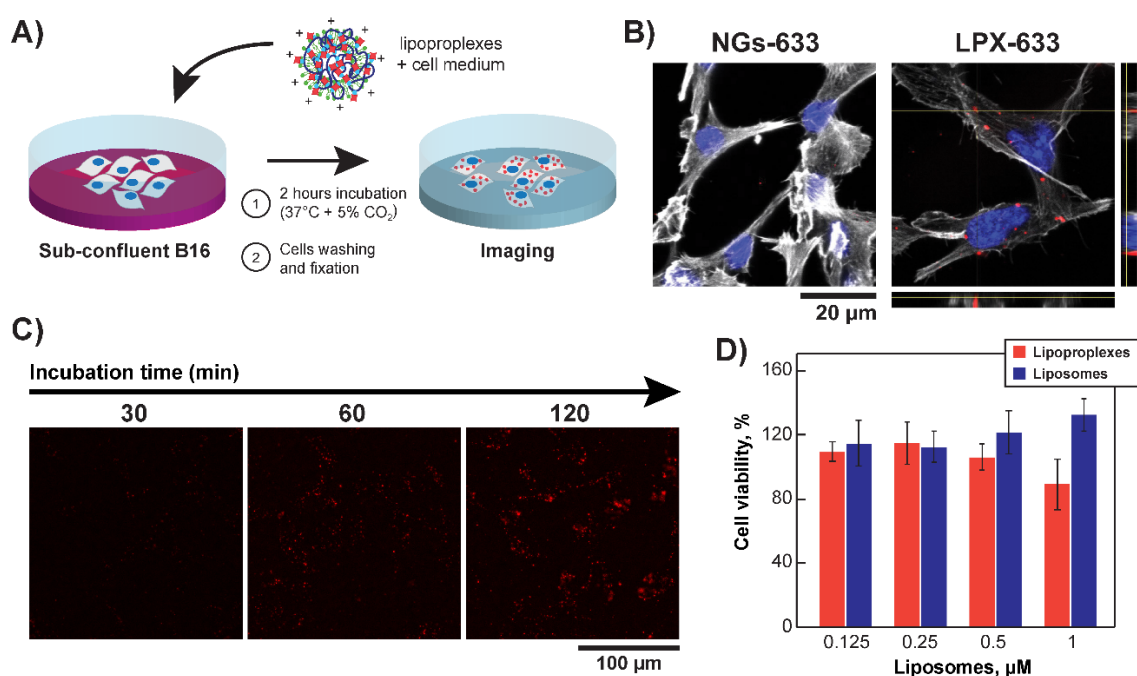 A)
lipoproplexes
+ cell medium
+ + + + + + + +
1 2 hours incubation
(37°C + 5% CO₂)
2 Cells washing
and fixation
Sub-confluent B16
Imaging
B)
NGs-633 LPX-633
20 µm
C)
Incubation time (min)
30 60 120
100 µm
D)
Lipoproplexes
Liposomes
Cell viability, %
160
120
80
40
0
0.125 0.25 0.5 1
Liposomes, µM